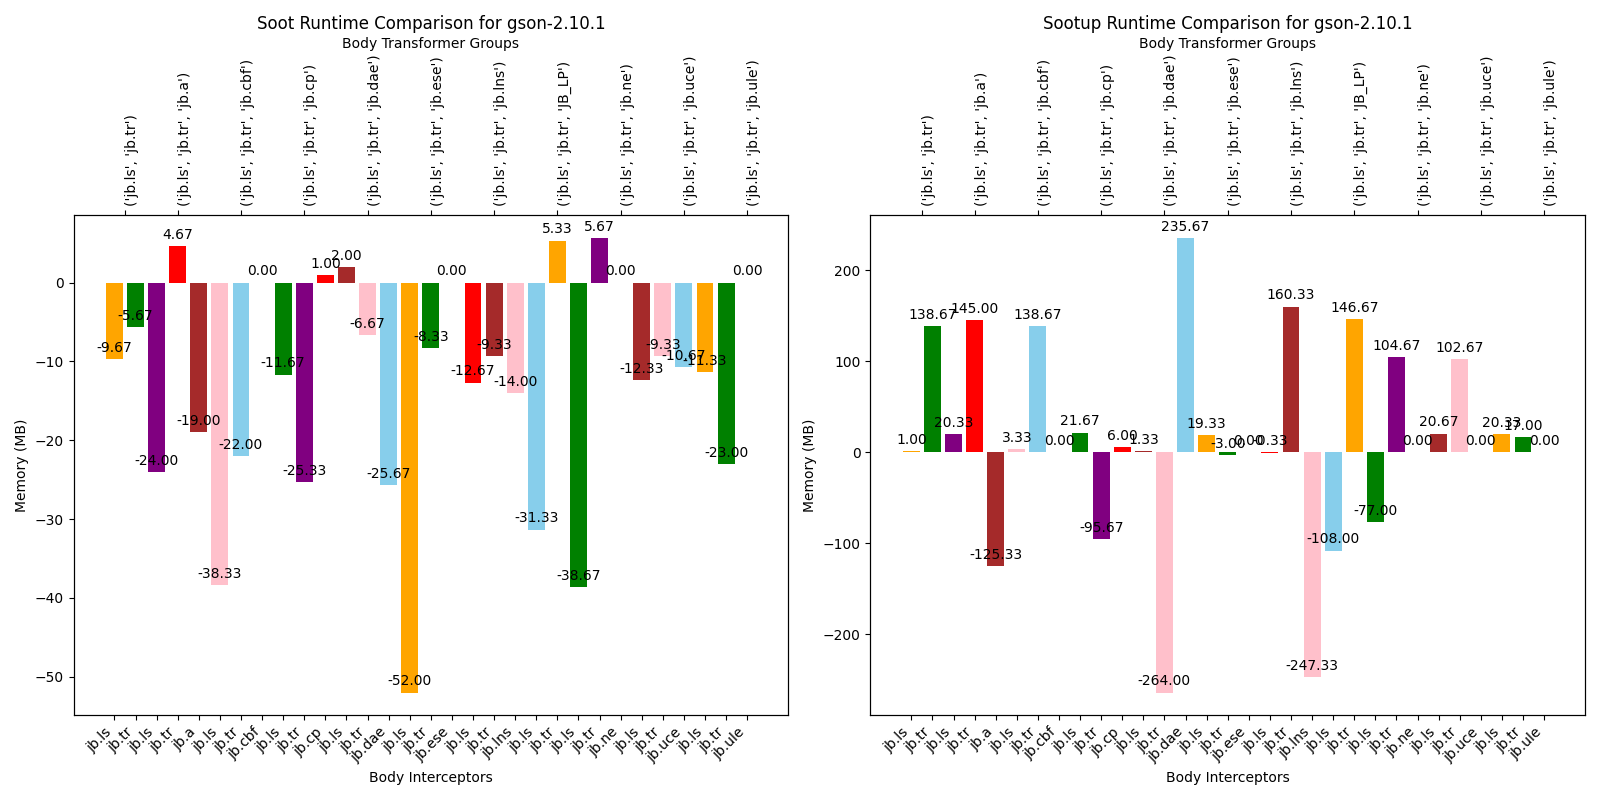 Soot Runtime Comparison for gson-2.10.1
Body Transformer Groups
('jb.ls', 'jb.tr')
('jb.ls', 'jb.tr', 'jb.a')
('jb.ls', 'jb.tr', 'jb.cbf')
('jb.ls', 'jb.tr', 'jb.cp')
('jb.ls', 'jb.tr', 'jb.dae')
('jb.ls', 'jb.tr', 'jb.ese')
('jb.ls', 'jb.tr', 'jb.lns')
('jb.ls', 'jb.tr', 'JB_LP')
('jb.ls', 'jb.tr', 'jb.ne')
('jb.ls', 'jb.tr', 'jb.uce')
('jb.ls', 'jb.tr', 'jb.ule')
Memory (MB)
0
−10
−20
−30
−40
−50
-9.67
-5.67
-24.00
4.67
-19.00
-38.33
-22.00
0.00
-11.67
-25.33
1.00
2.00
-6.67
-25.67
-52.00
-8.33
0.00
-12.67
-9.33
-14.00
-31.33
5.33
-38.67
5.67
0.00
-12.33
-9.33
-10.67
-11.33
-23.00
0.00
jb.ls
jb.tr
jb.ls
jb.tr
jb.a
jb.ls
jb.tr
jb.cbf
jb.ls
jb.tr
jb.cp
jb.ls
jb.tr
jb.dae
jb.ls
jb.tr
jb.ese
jb.ls
jb.tr
jb.lns
jb.ls
jb.tr
jb.ls
jb.tr
jb.ne
jb.ls
jb.tr
jb.uce
jb.ls
jb.tr
jb.ule
Body Interceptors
Sootup Runtime Comparison for gson-2.10.1
Body Transformer Groups
('jb.ls', 'jb.tr')
('jb.ls', 'jb.tr', 'jb.a')
('jb.ls', 'jb.tr', 'jb.cbf')
('jb.ls', 'jb.tr', 'jb.cp')
('jb.ls', 'jb.tr', 'jb.dae')
('jb.ls', 'jb.tr', 'jb.ese')
('jb.ls', 'jb.tr', 'jb.lns')
('jb.ls', 'jb.tr', 'JB_LP')
('jb.ls', 'jb.tr', 'jb.ne')
('jb.ls', 'jb.tr', 'jb.uce')
('jb.ls', 'jb.tr', 'jb.ule')
Memory (MB)
200
100
0
−100
−200
1.00
138.67
20.33
145.00
-125.33
3.33
138.67
0.00
21.67
-95.67
6.00
1.33
-264.00
235.67
19.33
-3.00
0.00
-0.33
160.33
-247.33
-108.00
146.67
-77.00
104.67
0.00
20.67
102.67
0.00
20.33
17.00
0.00
jb.ls
jb.tr
jb.ls
jb.tr
jb.a
jb.ls
jb.tr
jb.cbf
jb.ls
jb.tr
jb.cp
jb.ls
jb.tr
jb.dae
jb.ls
jb.tr
jb.ese
jb.ls
jb.tr
jb.lns
jb.ls
jb.tr
jb.ls
jb.tr
jb.ne
jb.ls
jb.tr
jb.uce
jb.ls
jb.tr
jb.ule
Body Interceptors